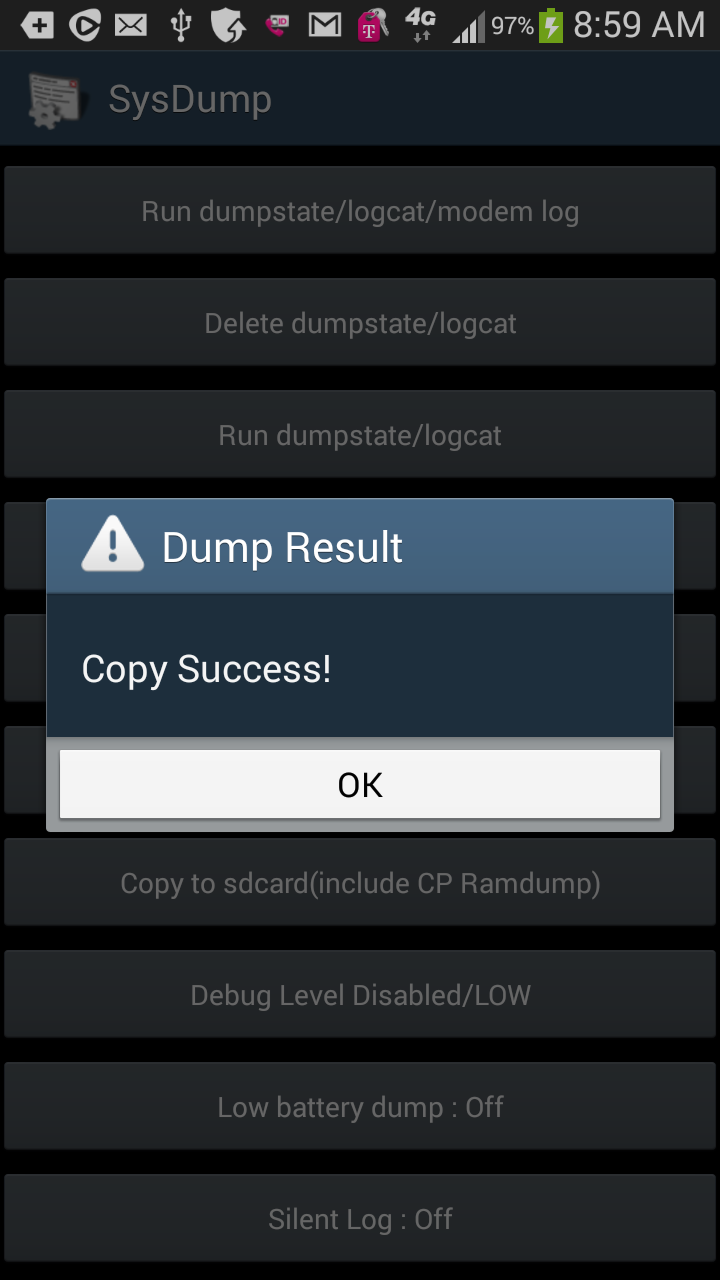 4G 97% 8:59 AM
SysDump
Run dumpstate/logcat/modem log
Delete dumpstate/logcat
Run dumpstate/logcat
Dump Result
Copy Success!
OK
Copy to sdcard(include CP Ramdump)
Debug Level Disabled/LOW
Low battery dump : Off
Silent Log : Off